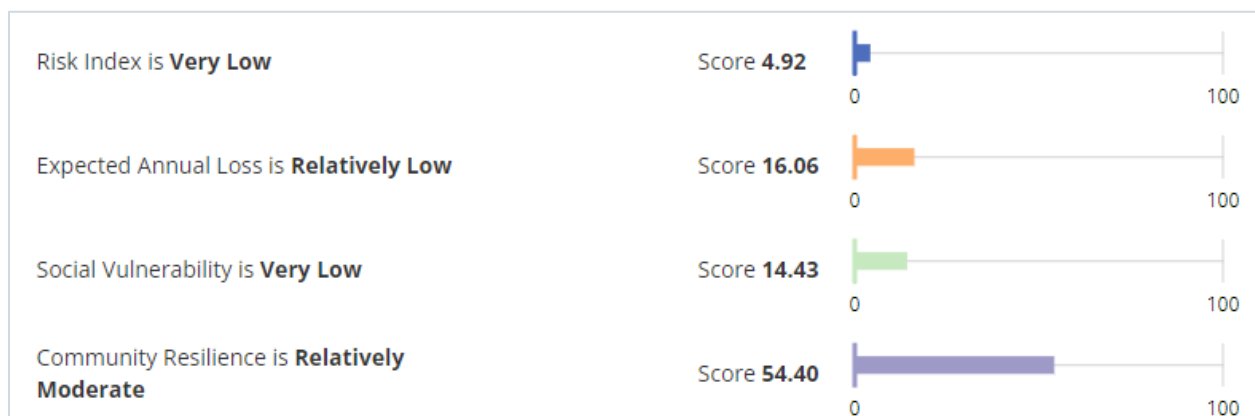 Risk Index is Very Low Score 4.92
0 100
Expected Annual Loss is Relatively Low Score 16.06
0 100
Social Vulnerability is Very Low Score 14.43
0 100
Community Resilience is Relatively
Moderate
Score 54.40
0 100